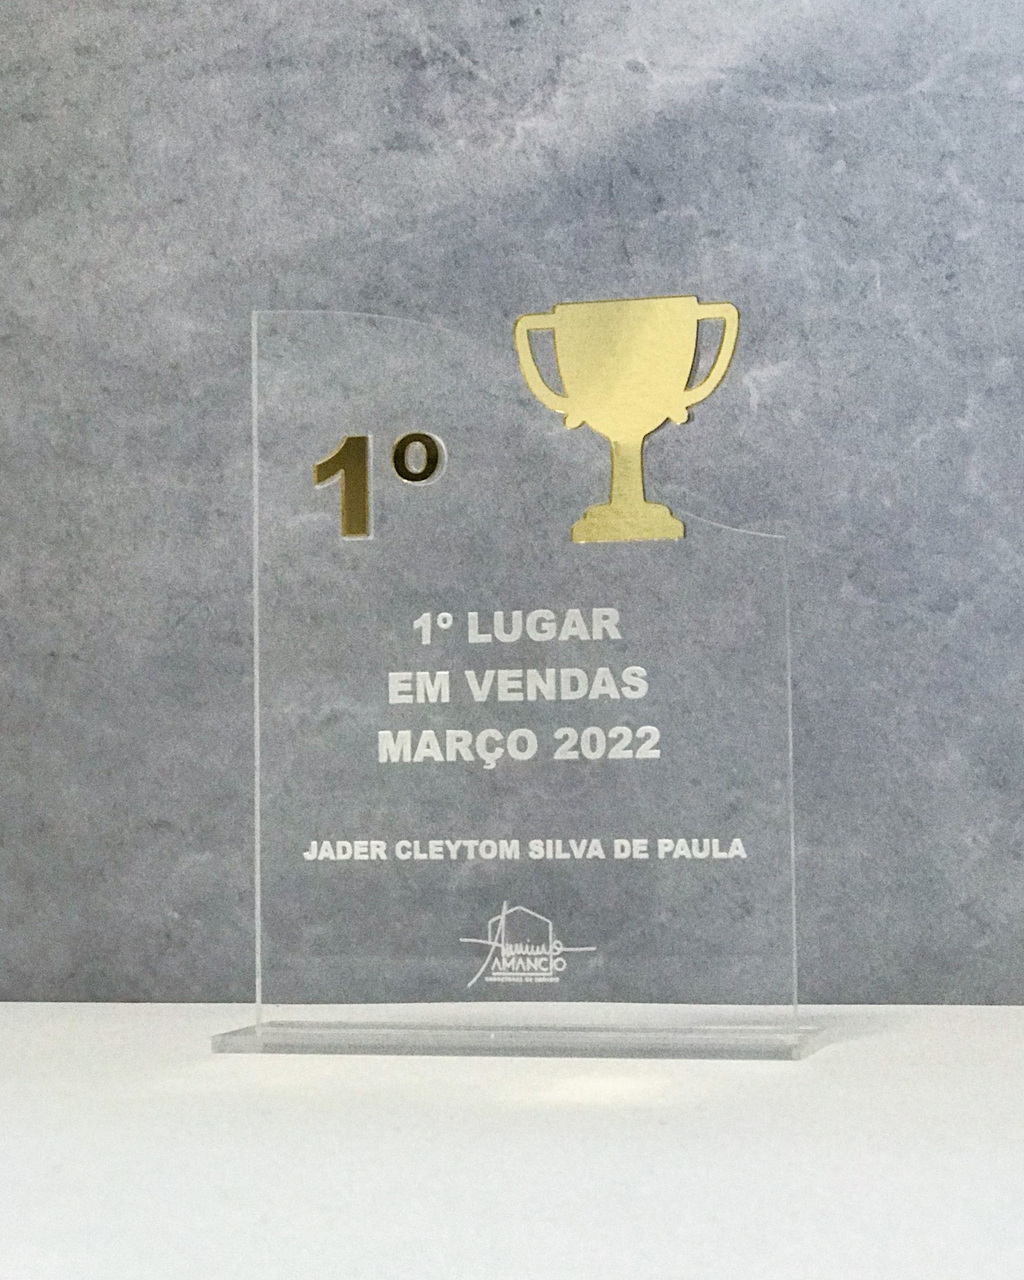 1º
1º LUGAR
EM VENDAS
MARÇO 2022
JADER CLEYTOM SILVA DE PAULA
AMANCIO